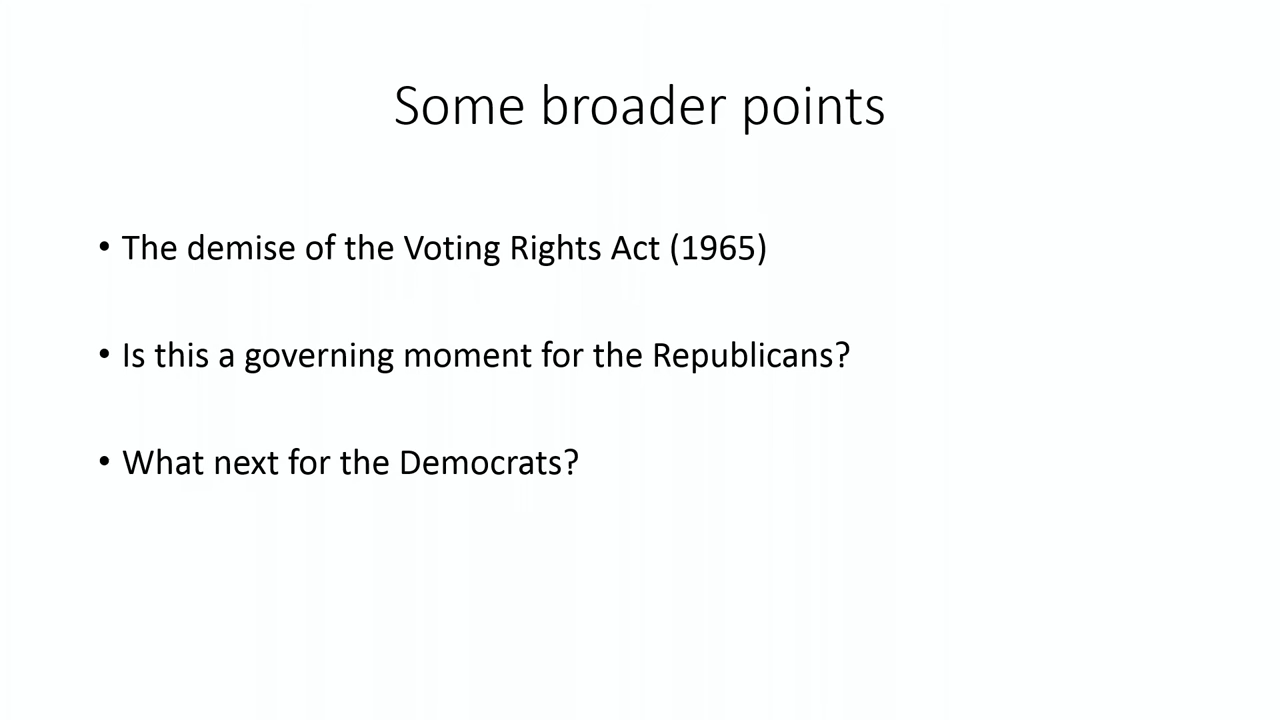 Some broader points
• The demise of the Voting Rights Act (1965)
• Is this a governing moment for the Republicans?
• What next for the Democrats?